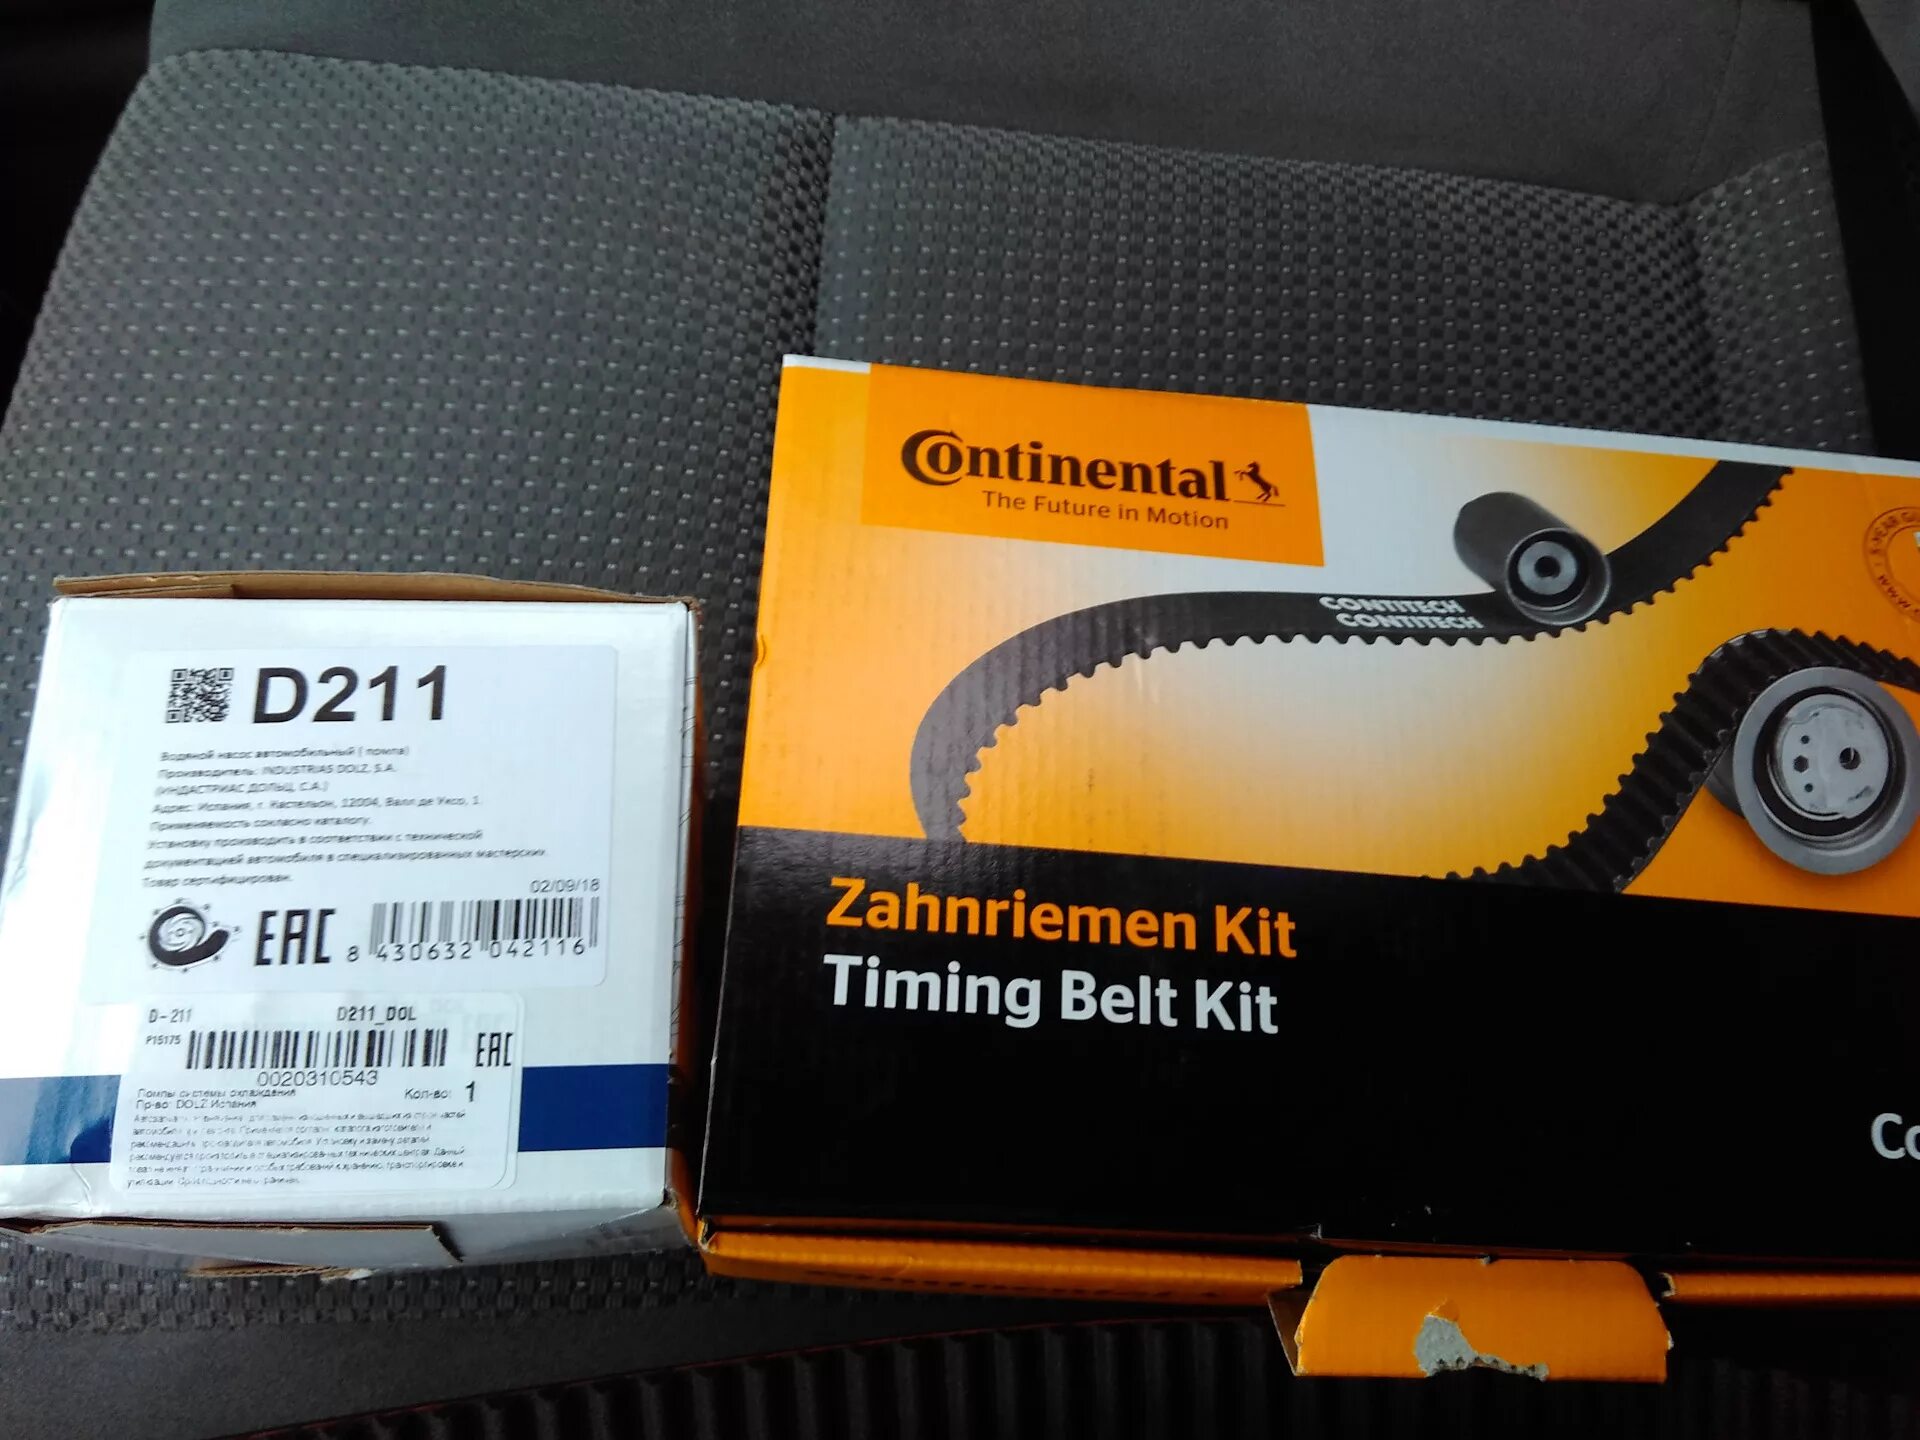 D211
Водяной насос автомобильный ( помпа)
Производитель: INDUSTRIAS DOLZ, S.A.
(ИНДАСТРИАС ДОЛЬЦ, С.А.)
Адрес: Испания, г. Кастельон, 12004, Валл де Уксо, 1.
Применяемость согласно каталогу.
Установку производить в соответствии с технической
документацией автомобиля в специализированных мастерских.
Товар сертифицирован.
02/09/18
EAC
8 430632 042116
D-211 D211_DOL
P15175
EAC
0020310543
Помпы системы охлаждения Кол-во: 1
Пр-во: DOLZ Испания
Continental
The Future in Motion
CONTITECH
CONTITECH
Zahnriemen Kit
Timing Belt Kit
Co